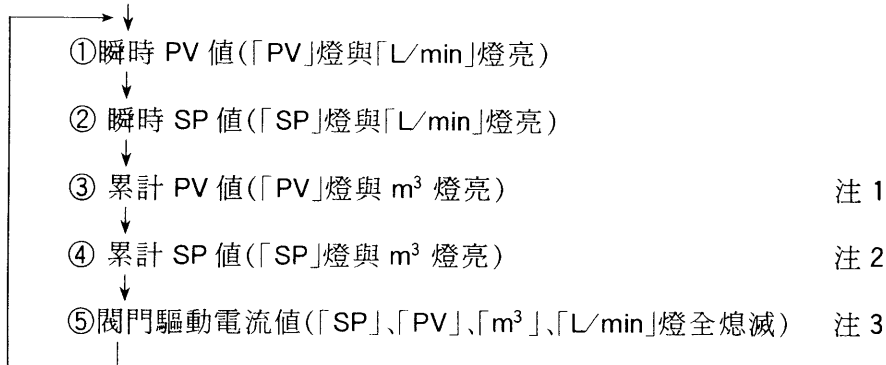 ①瞬時 PV 值(「PV」燈與「L/min」燈亮)
② 瞬時 SP 值(「SP」燈與「L/min」燈亮)
③ 累計 PV 值(「PV」燈與 m³ 燈亮) 注 1
④ 累計 SP 值(「SP」燈與 m³ 燈亮) 注 2
⑤閥門驅動電流值(「SP」、「PV」、「m³」、「L/min」燈全熄滅) 注 3